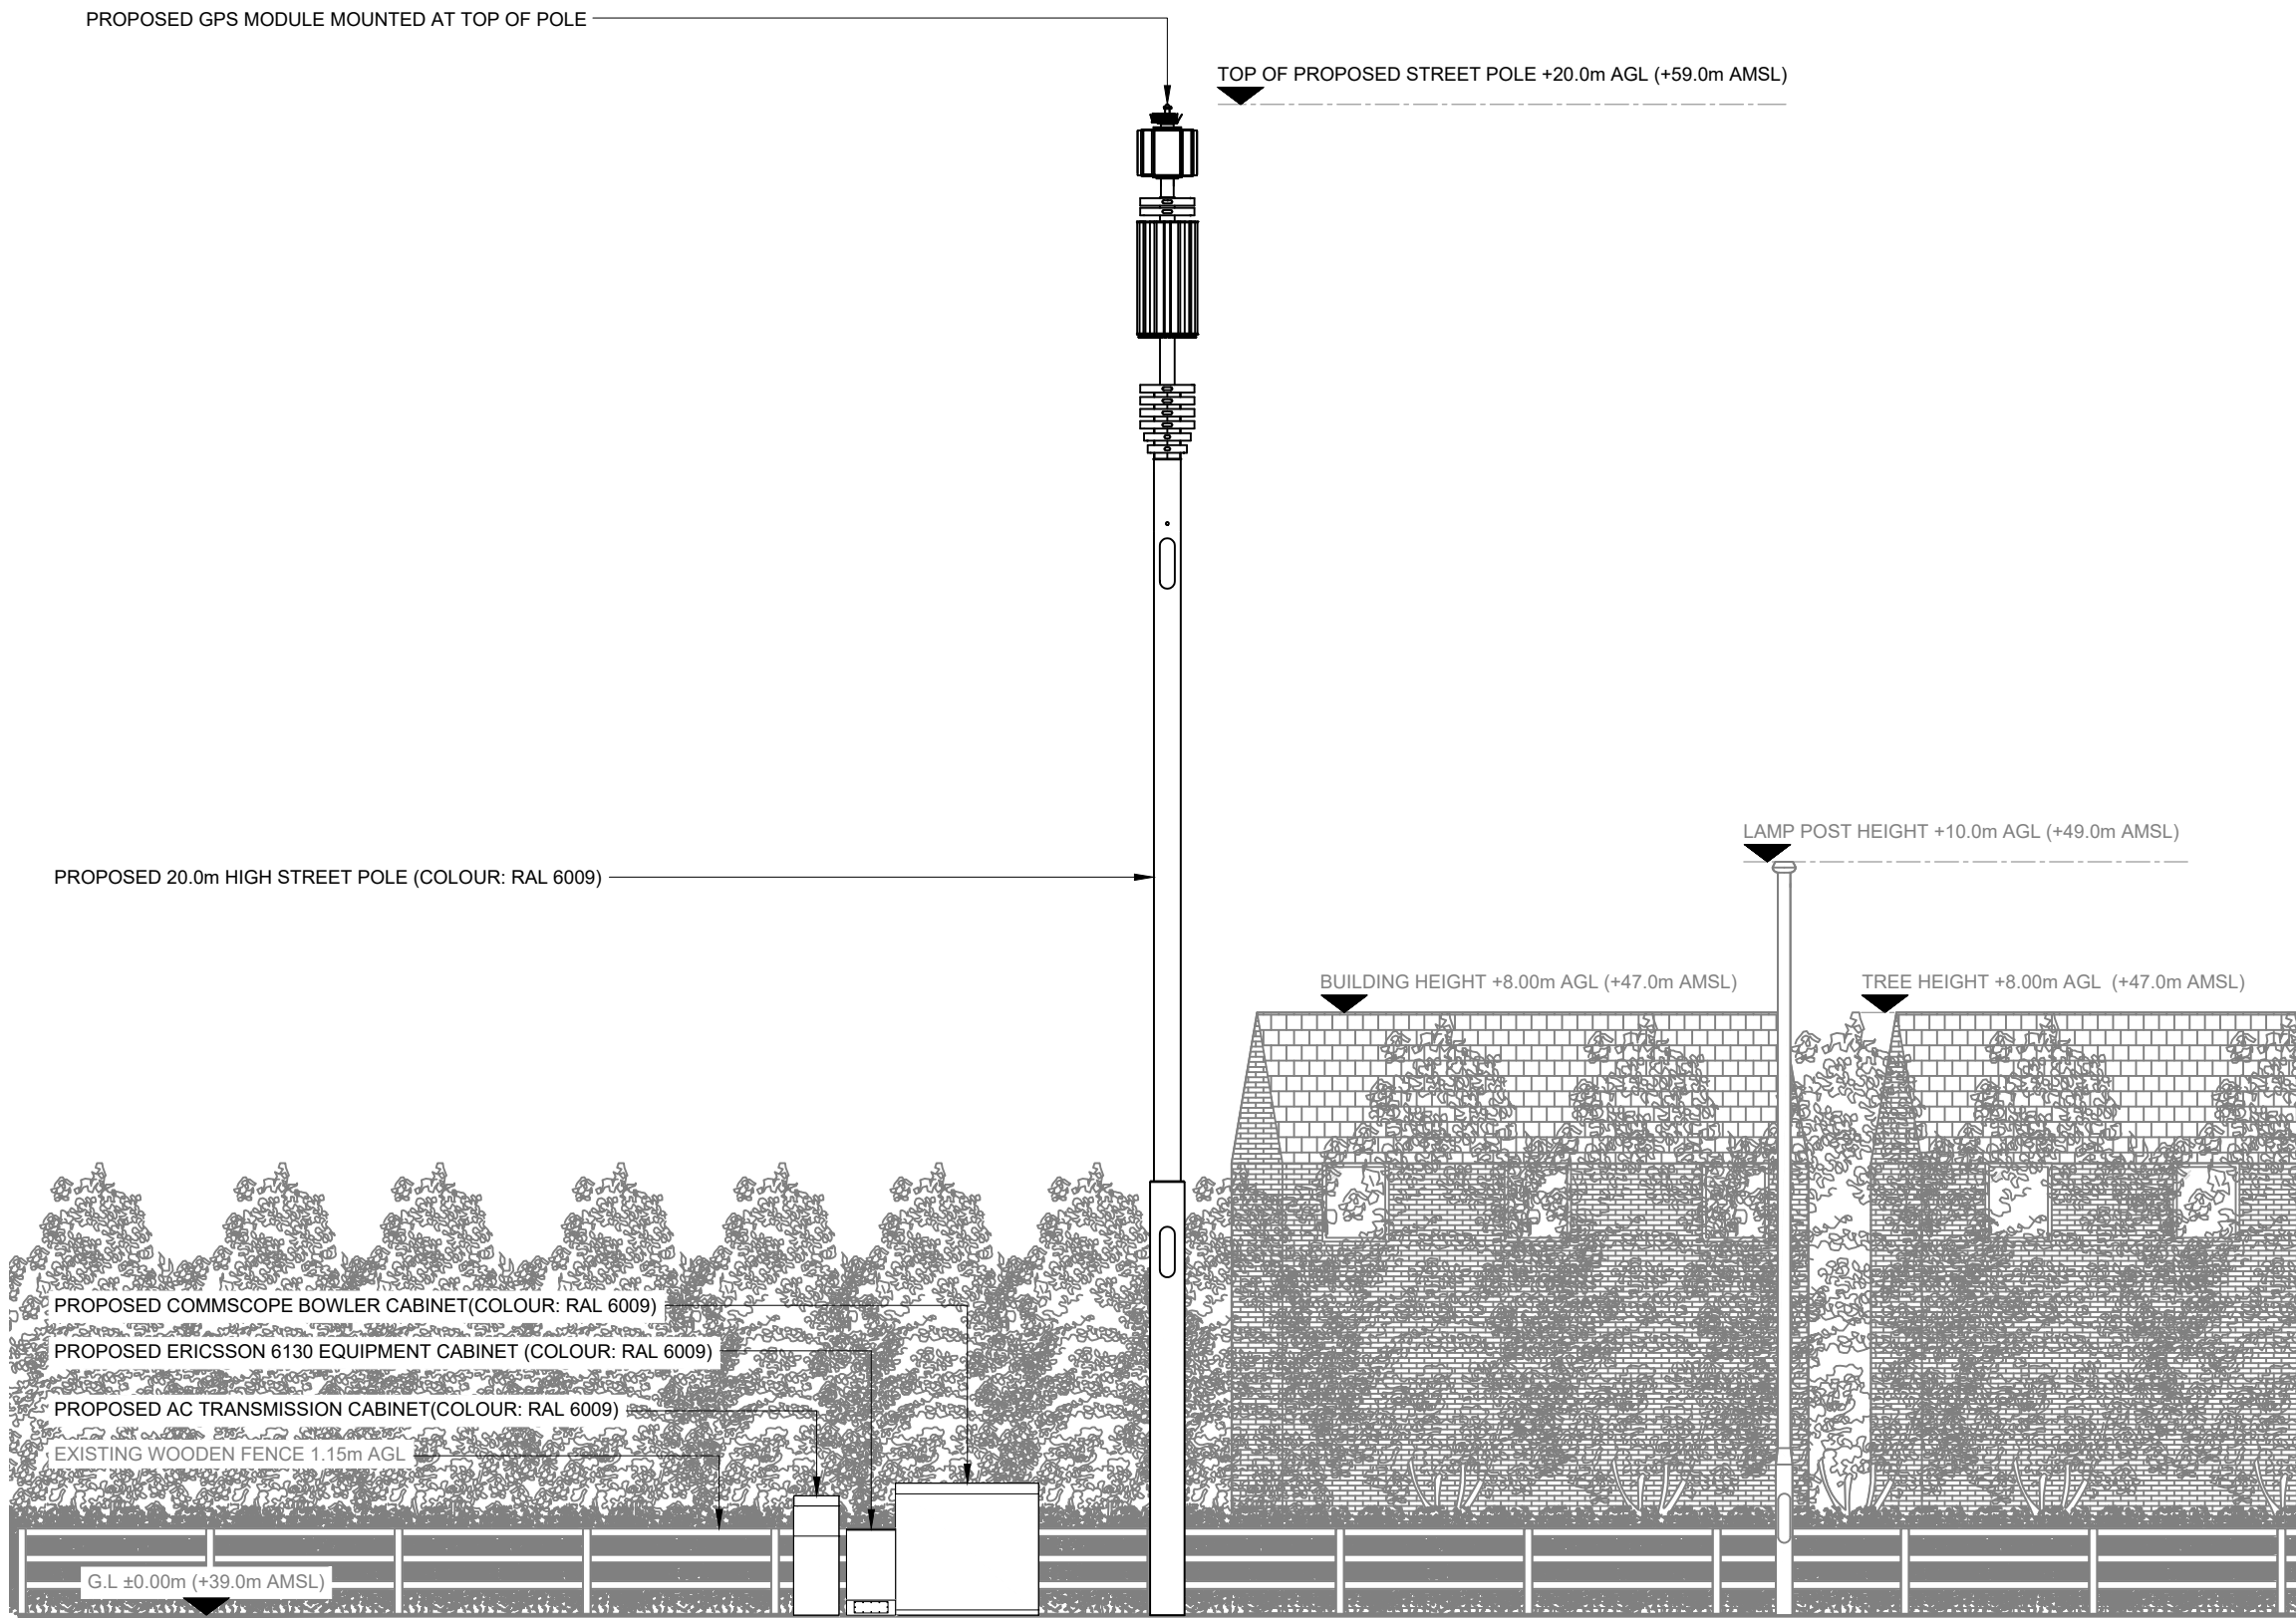 PROPOSED GPS MODULE MOUNTED AT TOP OF POLE
TOP OF PROPOSED STREET POLE +20.0m AGL (+59.0m AMSL)
LAMP POST HEIGHT +10.0m AGL (+49.0m AMSL)
PROPOSED 20.0m HIGH STREET POLE (COLOUR: RAL 6009)
BUILDING HEIGHT +8.00m AGL (+47.0m AMSL)
TREE HEIGHT +8.00m AGL (+47.0m AMSL)
PROPOSED COMMSCOPE BOWLER CABINET(COLOUR: RAL 6009)
PROPOSED ERICSSON 6130 EQUIPMENT CABINET (COLOUR: RAL 6009)
PROPOSED AC TRANSMISSION CABINET(COLOUR: RAL 6009)
EXISTING WOODEN FENCE 1.15m AGL
G.L ±0.00m (+39.0m AMSL)